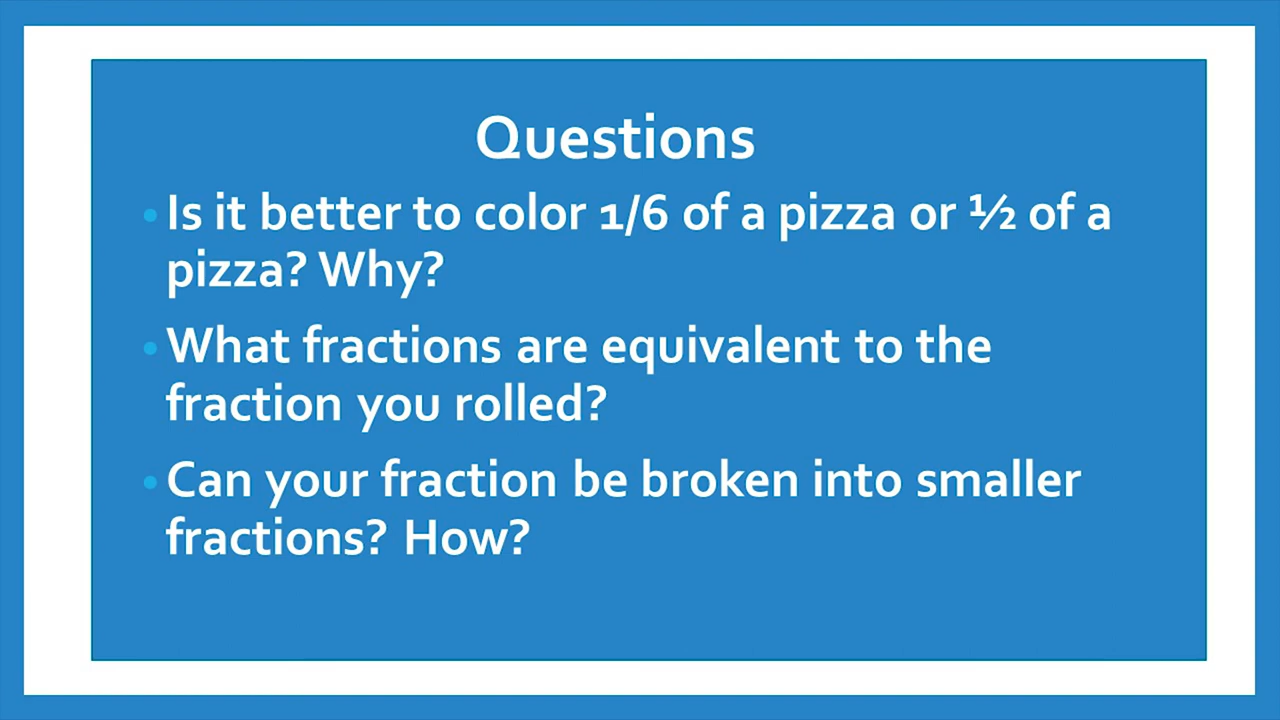 Questions
• Is it better to color 1/6 of a pizza or ½ of a
pizza? Why?
• What fractions are equivalent to the
fraction you rolled?
• Can your fraction be broken into smaller
fractions? How?